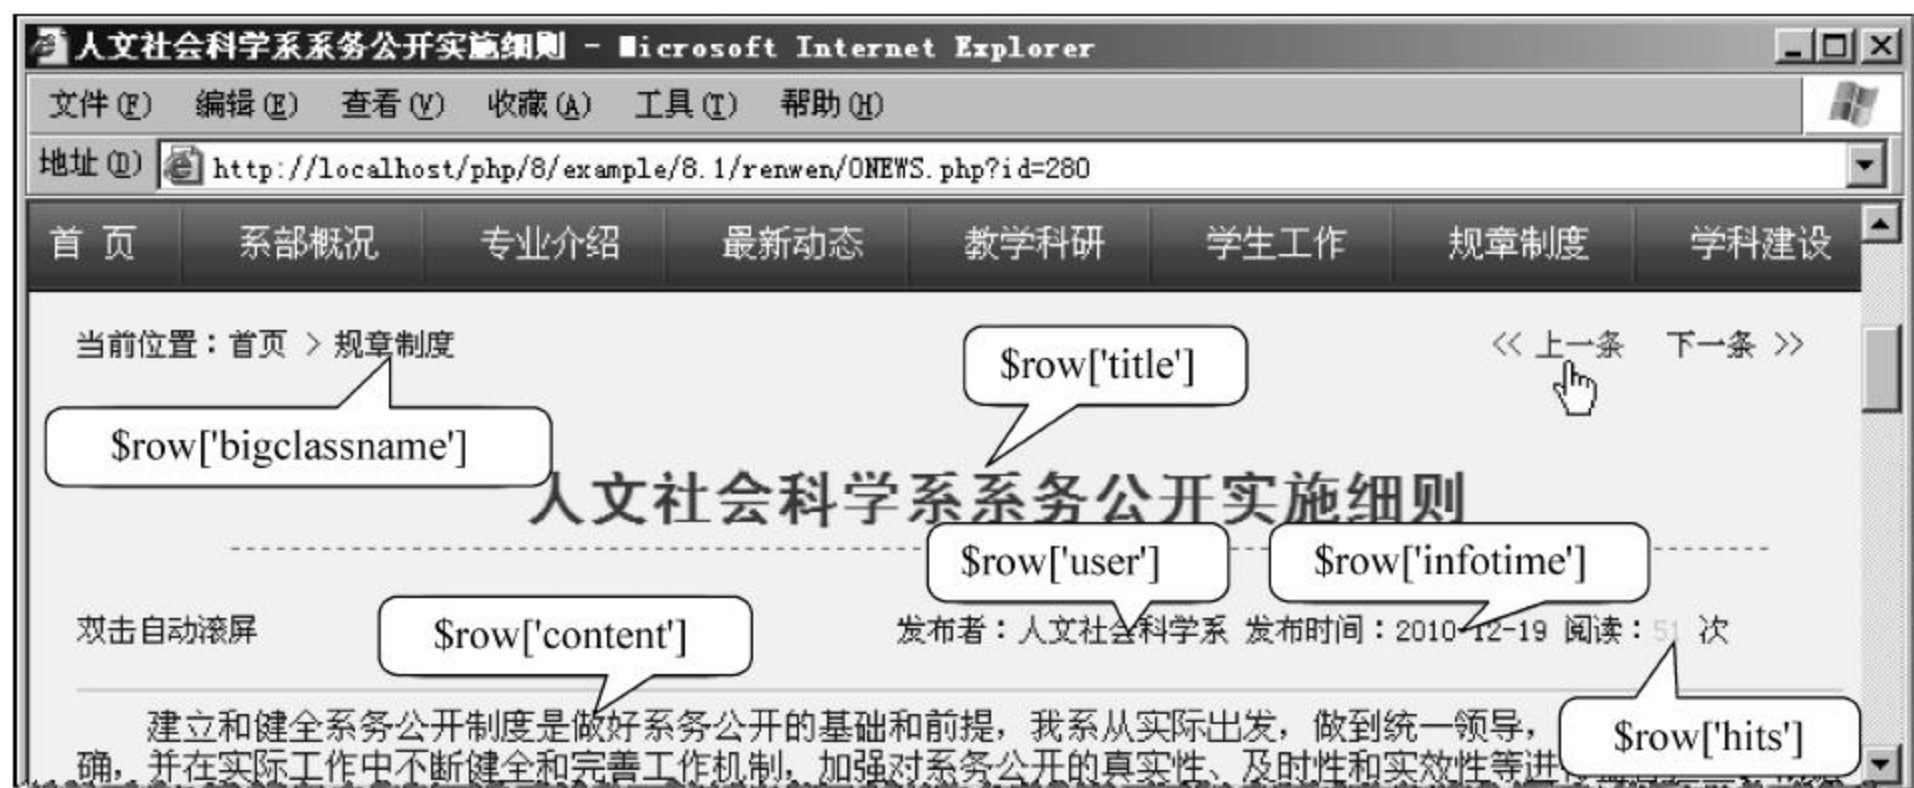 人文社会科学系系务公开实施细则 - Microsoft Internet Explorer
文件(F) 编辑(E) 查看(V) 收藏(A) 工具(T) 帮助(H)
地址(D) http://localhost/php/8/example/8.1/renwen/ONEWS.php?id=280
首 页 系部概况 专业介绍 最新动态 教学科研 学生工作 规章制度 学科建设
当前位置：首页 > 规章制度 << 上一条 下一条 >>
$row['title']
$row['bigclassname']
人文社会科学系系务公开实施细则
$row['user'] $row['infotime']
双击自动滚屏 发布者：人文社会科学系 发布时间：2010-12-19 阅读：51 次
$row['content']
建立和健全系务公开制度是做好系务公开的基础和前提，我系从实际出发，做到统一领导，
$row['hits']
确，并在实际工作中不断健全和完善工作机制，加强对系务公开的真实性、及时性和实效性等进